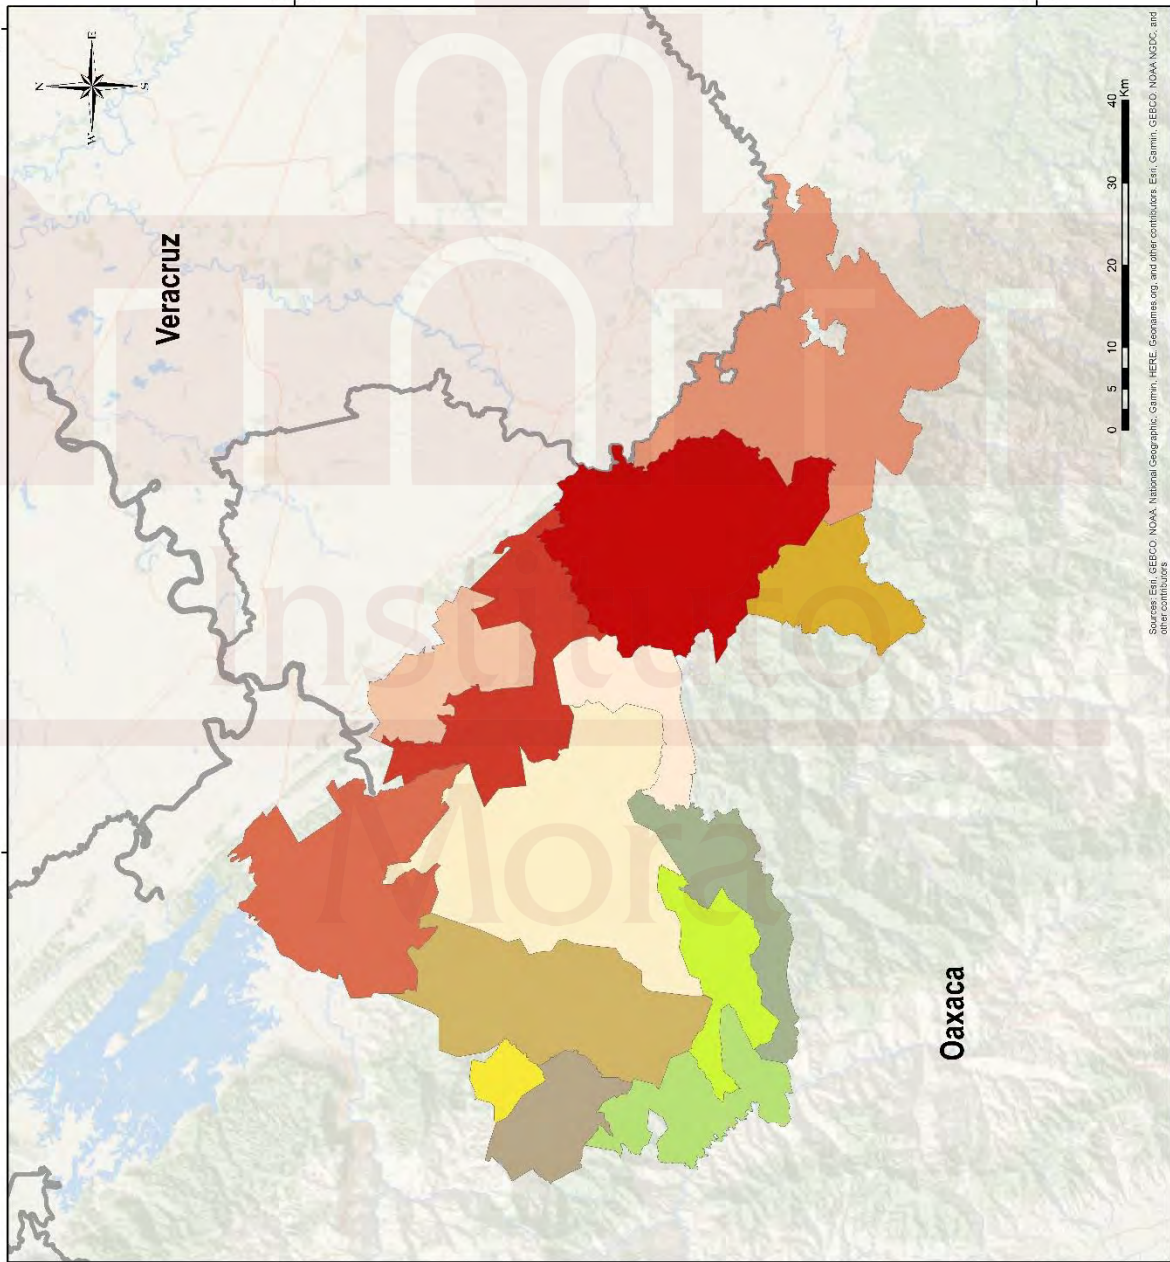 N
E
W
S
Veracruz
Instituto
Mora
Oaxaca
0 5 10 20 30 40
Km
Sources: Esri, GEBCO, NOAA, National Geographic, Garmin, HERE, Geonames.org, and other contributors, Esri, Garmin, GEBCO, NOAA NGDC, and
other contributors